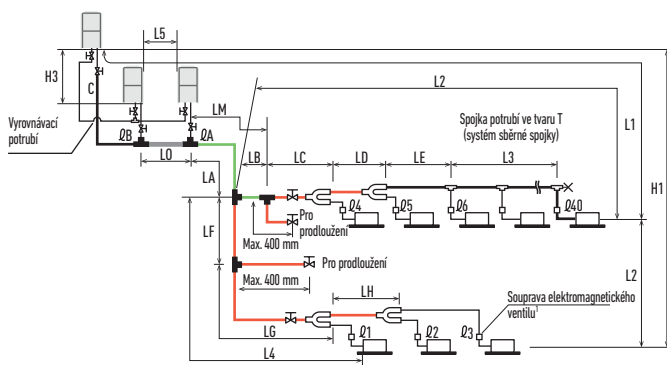 L5
H3
C
LM
L2
Spojka potrubí ve tvaru T
(systém sběrné spojky)
L1
H1
Vyrovnávací
potrubí
ℓB
ℓA
LO
LA
LB
LC
LD
LE
L3
ℓ4
ℓ5
ℓ6
ℓ40
Pro
prodloužení
Max. 400 mm
LF
Pro prodloužení
Max. 400 mm
L2
LH
Souprava elektromagnetického
ventilu¹
LG
ℓ1
ℓ2
ℓ3
L4